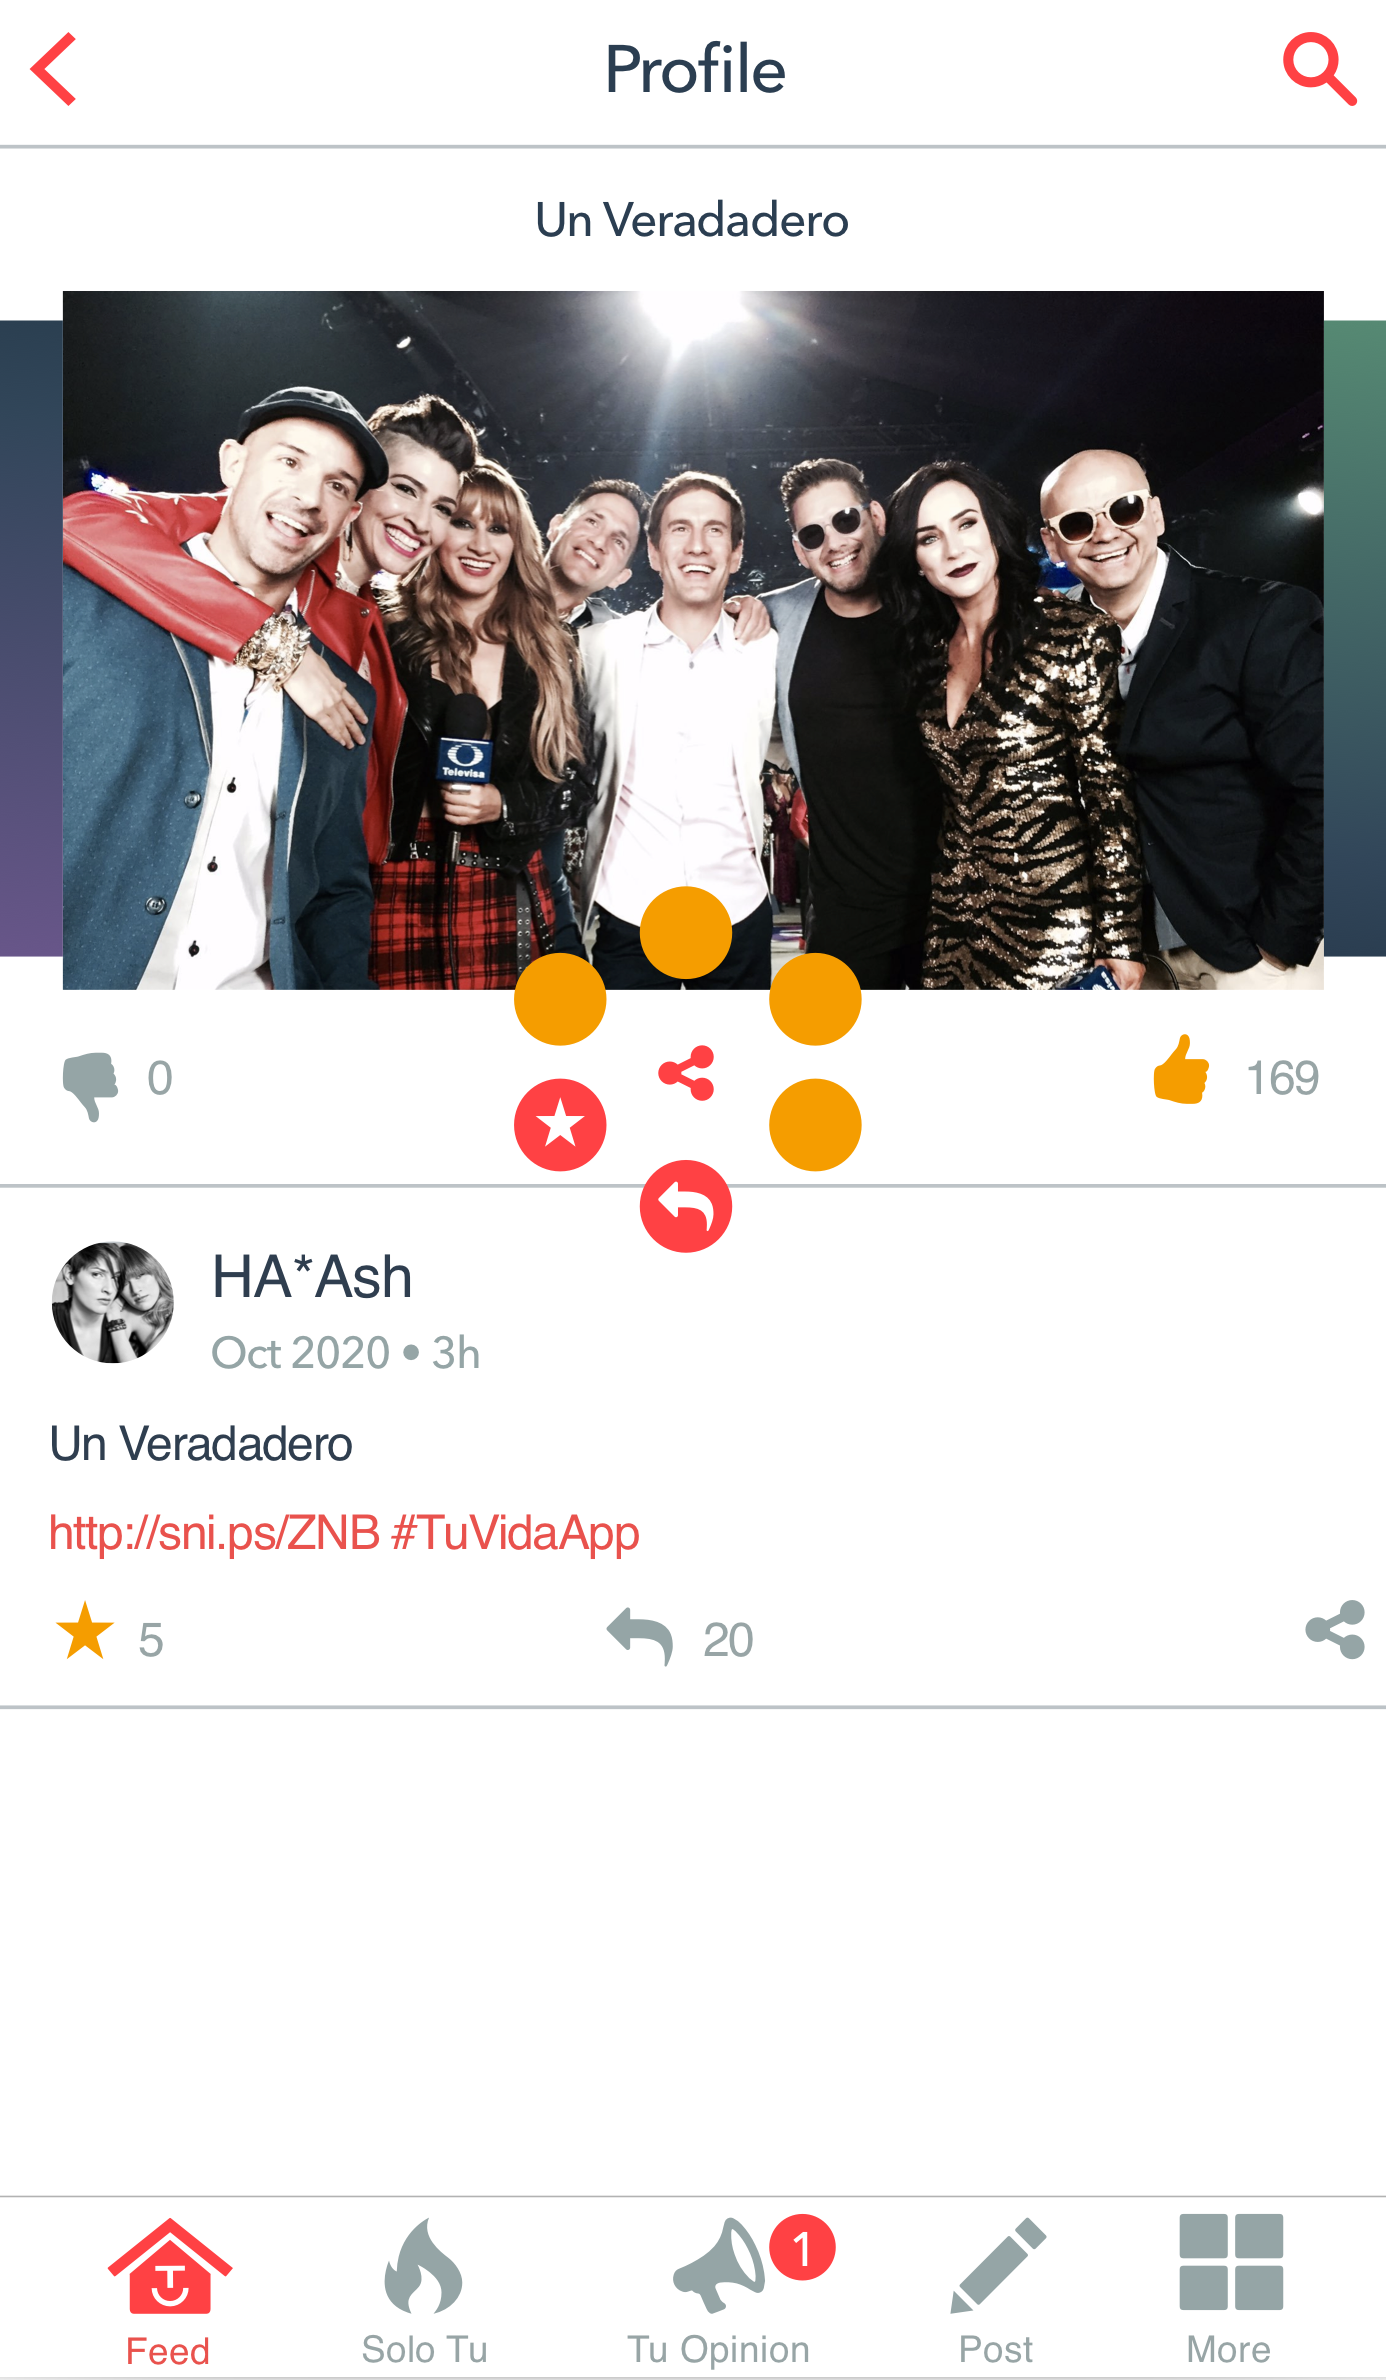 Profile
Un Veradadero
Televisa
0
169
HA*Ash
Oct 2020 • 3h
Un Veradadero
http://sni.ps/ZNB #TuVidaApp
5
20
1
Feed
Solo Tu
Tu Opinion
Post
More